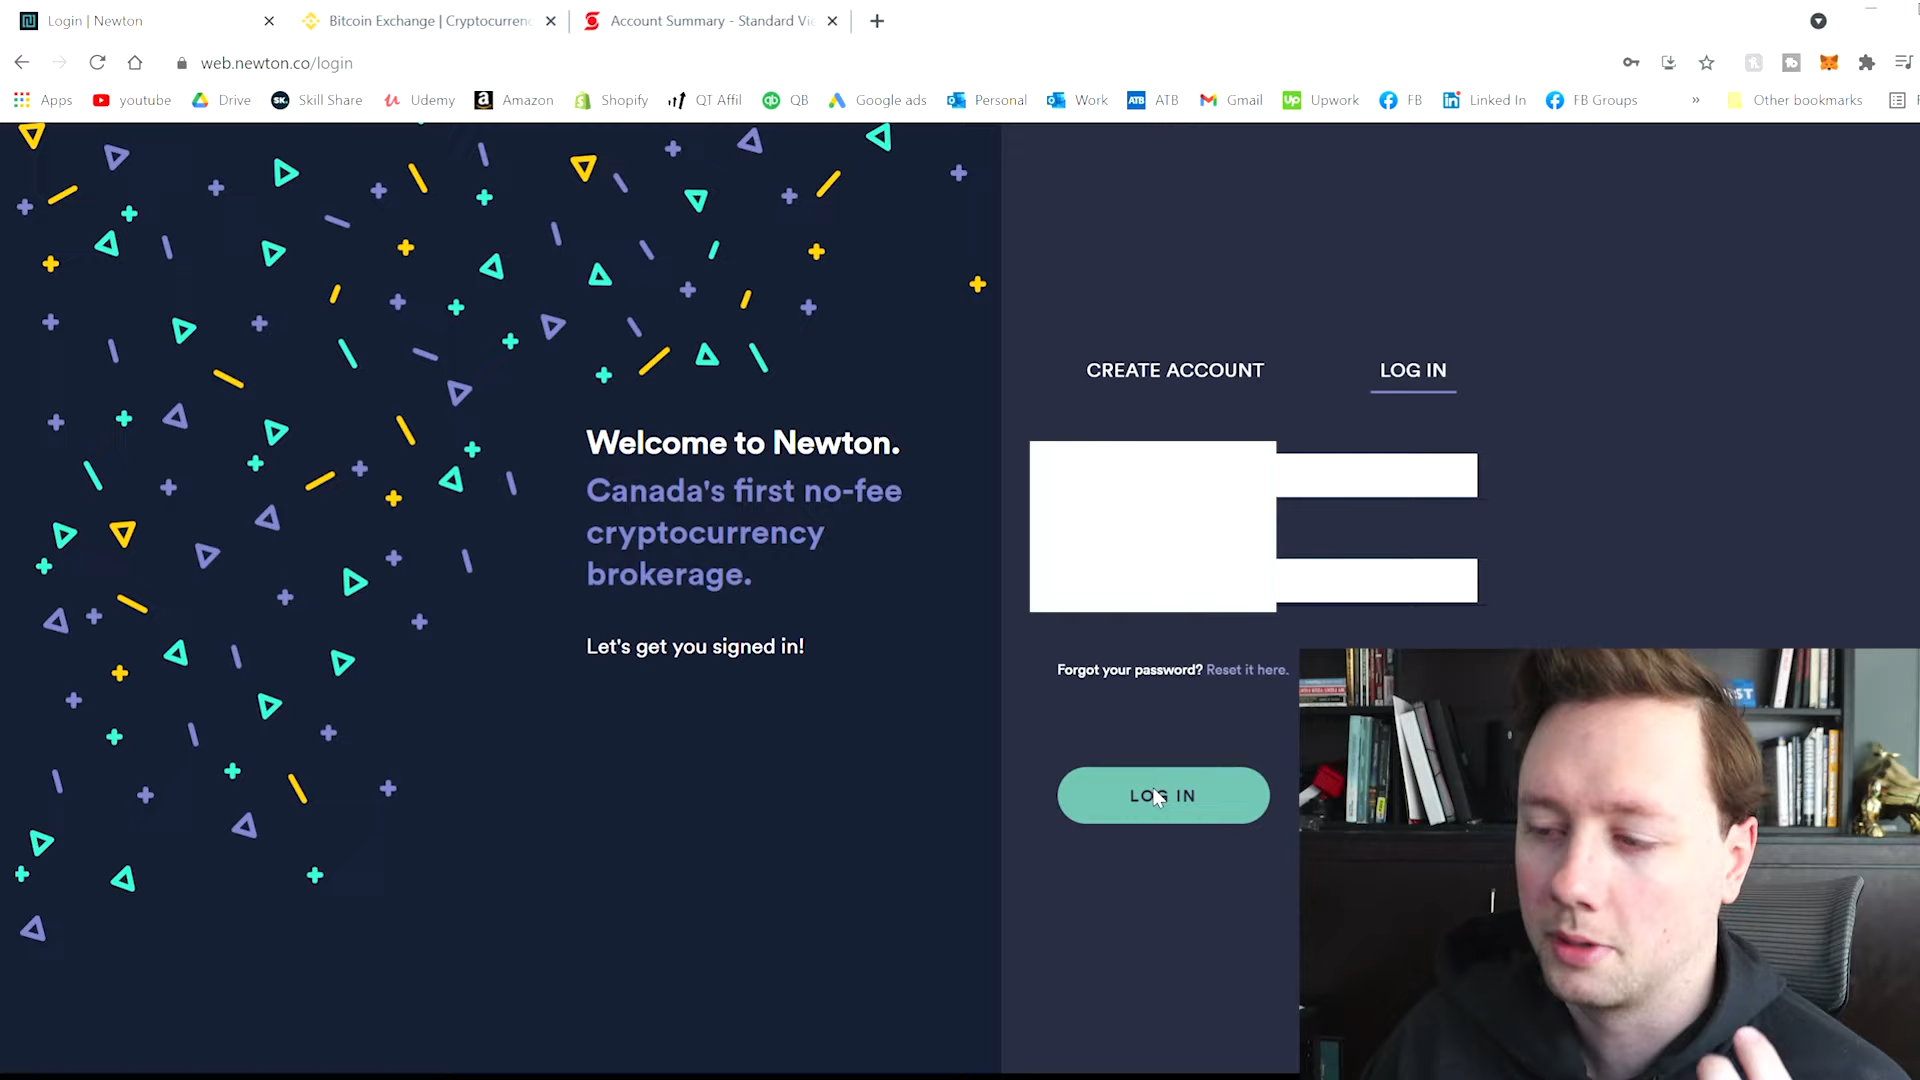 Login | Newton
Bitcoin Exchange | Cryptocurrenc
Account Summary - Standard Vi
web.newton.co/login
Apps youtube Drive Skill Share Udemy Amazon Shopify QT Affil QB Google ads Personal Work ATB Gmail Upwork FB Linked In FB Groups » Other bookmarks
CREATE ACCOUNT LOG IN
Welcome to Newton.
Canada's first no-fee
cryptocurrency
brokerage.
Let's get you signed in!
Forgot your password? Reset it here.
LOG IN